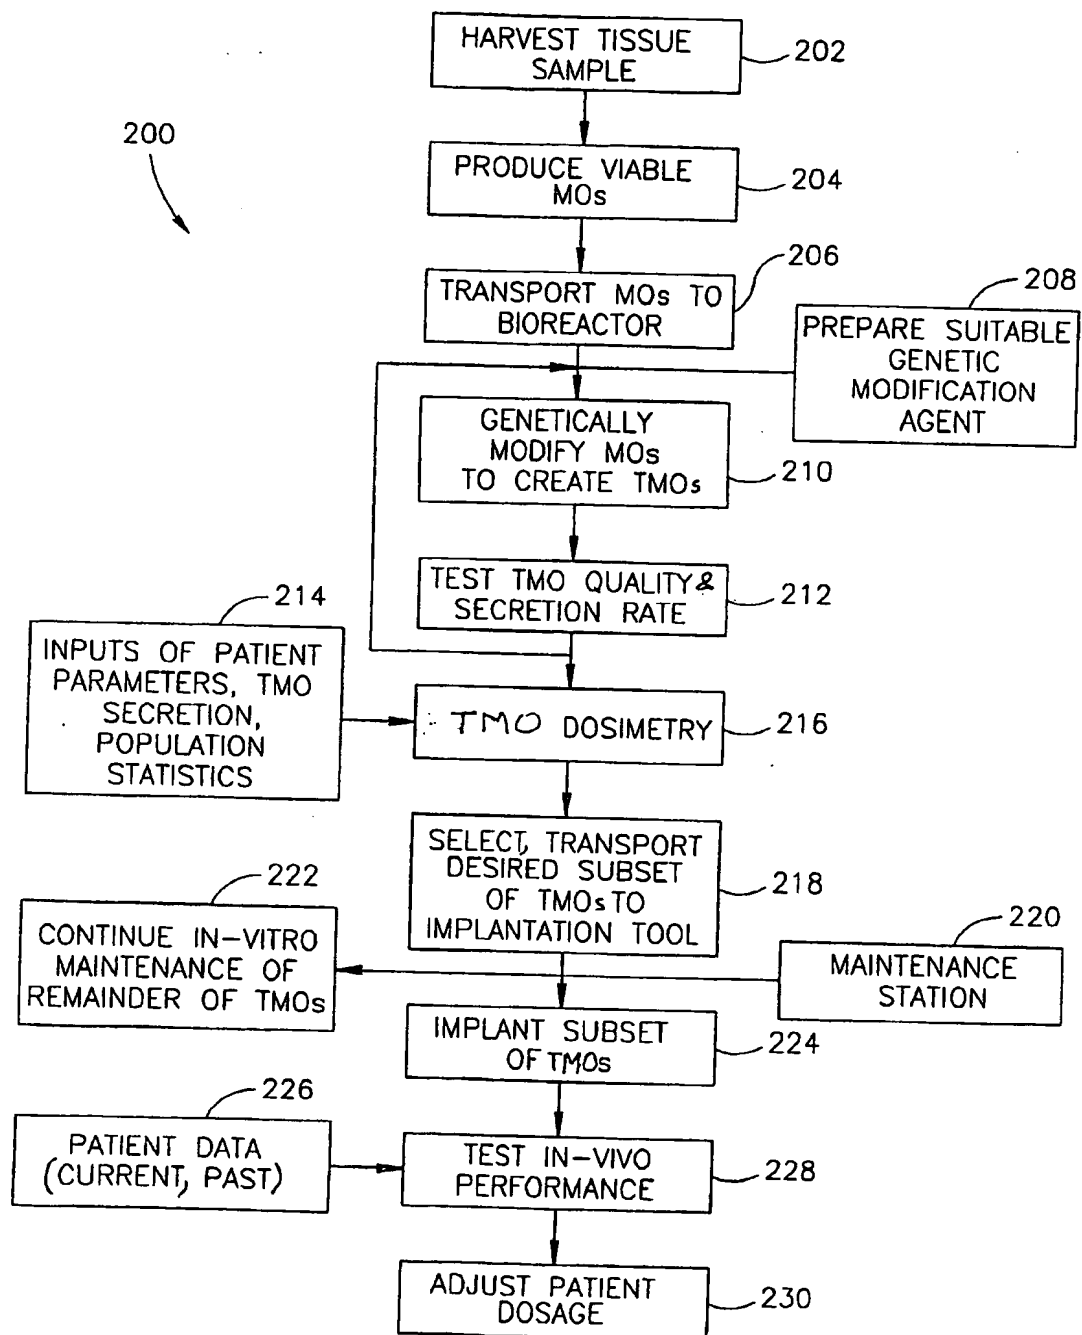 HARVEST TISSUE
SAMPLE
202
200
PRODUCE VIABLE
MOs
204
206
TRANSPORT MOs TO
BIOREACTOR
208
PREPARE SUITABLE
GENETIC
MODIFICATION
AGENT
GENETICALLY
MODIFY MOs
TO CREATE TMOs
210
TEST TMO QUALITY &
SECRETION RATE
212
214
INPUTS OF PATIENT
PARAMETERS, TMO
SECRETION,
POPULATION
STATISTICS
TMO DOSIMETRY
216
SELECT, TRANSPORT
DESIRED SUBSET
OF TMOs TO
IMPLANTATION TOOL
218
222
CONTINUE IN-VITRO
MAINTENANCE OF
REMAINDER OF TMOs
220
MAINTENANCE
STATION
IMPLANT SUBSET
OF TMOs
224
226
PATIENT DATA
(CURRENT, PAST)
TEST IN-VIVO
PERFORMANCE
228
ADJUST PATIENT
DOSAGE
230